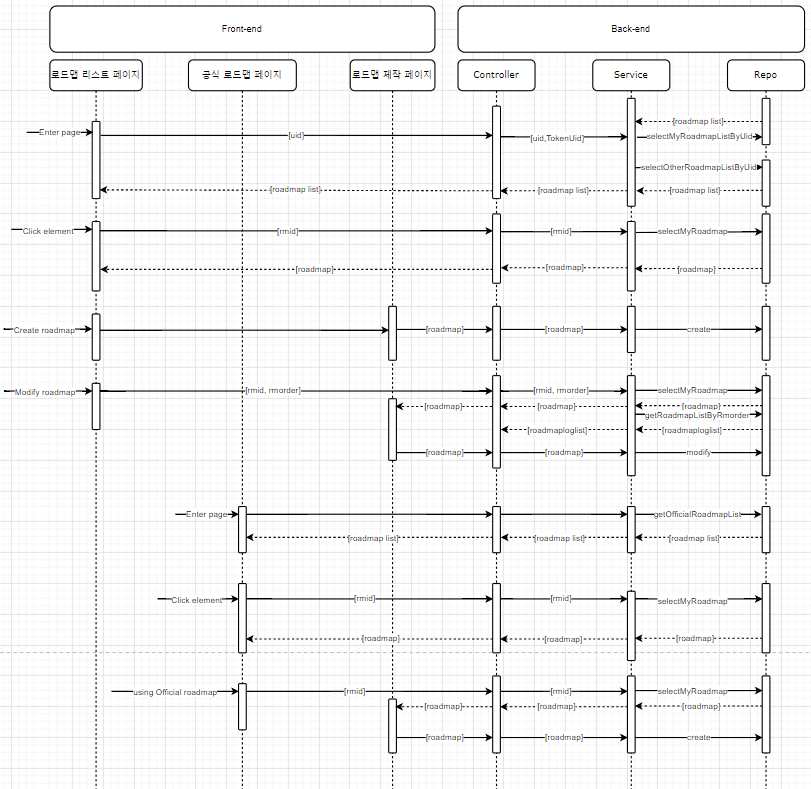 Front-end
Back-end
로드맵 리스트 페이지
공식 로드맵 페이지
로드맵 제작 페이지
Controller
Service
Repo
[roadmap list]
Enter page
[uid]
[uid,TokenUid]
selectMyRoadmapListByUid
selectOtherRoadmapListByUid
[roadmap list]
[roadmap list]
[roadmap list]
Click element
[rmid]
[rmid]
selectMyRoadmap
[roadmap]
[roadmap]
[roadmap]
Create roadmap
[roadmap]
[roadmap]
create
Modify roadmap
[rmid, rmorder]
[rmid, rmorder]
selectMyRoadmap
[roadmap]
[roadmap]
[roadmap]
getRoadmapListByRmorder
[roadmaploglist]
[roadmaploglist]
[roadmap]
[roadmap]
modify
Enter page
getOfficialRoadmapList
[roadmap list]
[roadmap list]
[roadmap list]
Click element
[rmid]
[rmid]
selectMyRoadmap
[roadmap]
[roadmap]
[roadmap]
using Official roadmap
[rmid]
[rmid]
selectMyRoadmap
[roadmap]
[roadmap]
[roadmap]
[roadmap]
[roadmap]
create